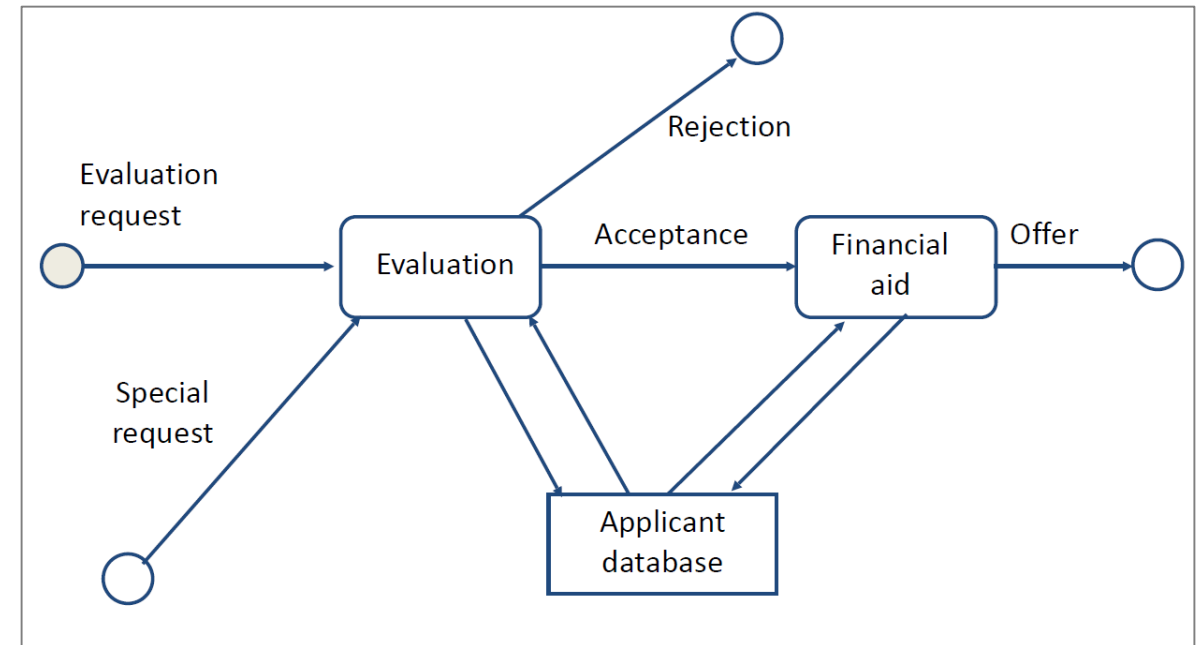 Rejection
Evaluation
request
Evaluation
Acceptance
Financial
aid
Offer
Special
request
Applicant
database